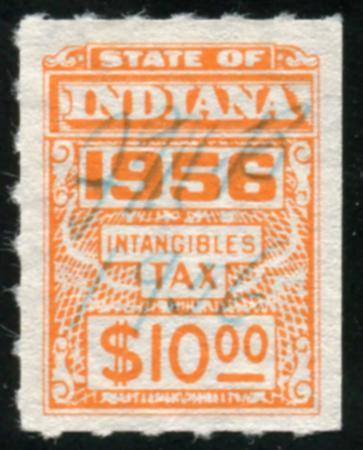 STATE OF
INDIANA
1956
INTANGIBLES
TAX
$10.00